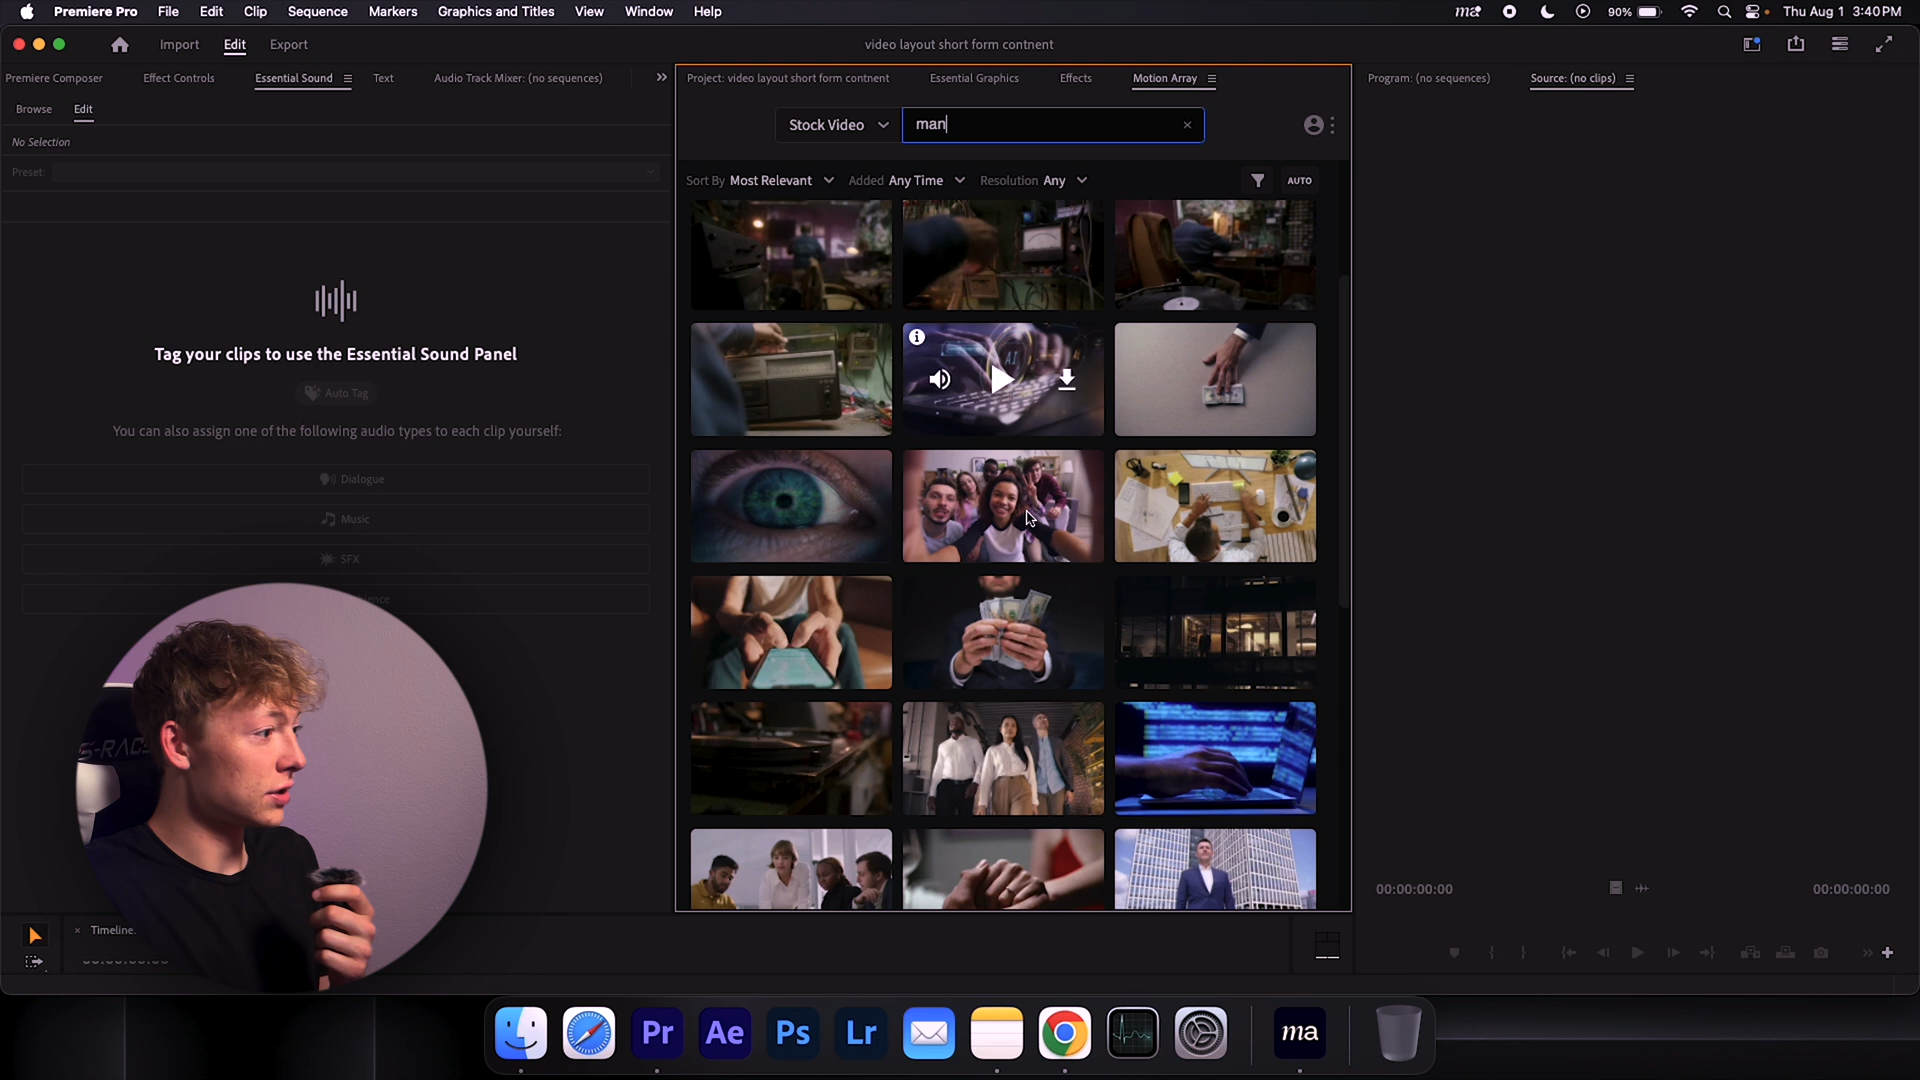 Premiere Pro File Edit Clip Sequence Markers Graphics and Titles View Window Help ma 90% Thu Aug 1 3:40 PM
Import Edit Export video layout short form contnent
Premiere Composer Effect Controls Essential Sound Text Audio Track Mixer: (no sequences)
Project: video layout short form contnent Essential Graphics Effects Motion Array
Program: (no sequences) Source: (no clips)
Browse Edit
Stock Video man
No Selection
Preset:
Sort By Most Relevant Added Any Time Resolution Any AUTO
AI
Tag your clips to use the Essential Sound Panel
Auto Tag
You can also assign one of the following audio types to each clip yourself:
Dialogue
Music
SFX
00:00:00:00 00:00:00:00
Timeline.
Pr Ae Ps Lr ma